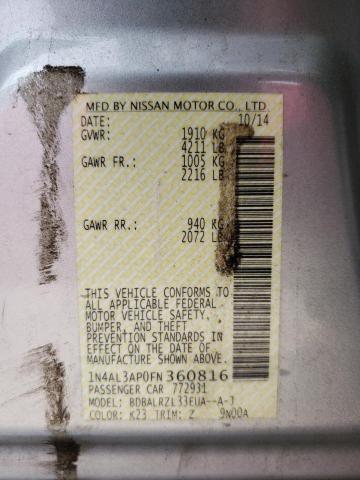 MFD BY NISSAN MOTOR CO., LTD
DATE: 10/14
GVWR: 1910 KG
4211 LB
GAWR FR.: 1005 KG
2216 LB
GAWR RR.: 940 KG
2072 LB
THIS VEHICLE CONFORMS TO
ALL APPLICABLE FEDERAL
MOTOR VEHICLE SAFETY,
BUMPER, AND THEFT
PREVENTION STANDARDS IN
EFFECT ON THE DATE OF
MANUFACTURE SHOWN ABOVE.
1N4AL3AP0FN360816
PASSENGER CAR 772931
MODEL: BDBALRZL33EUA--A-J
COLOR: K23 TRIM: Z 9N00A